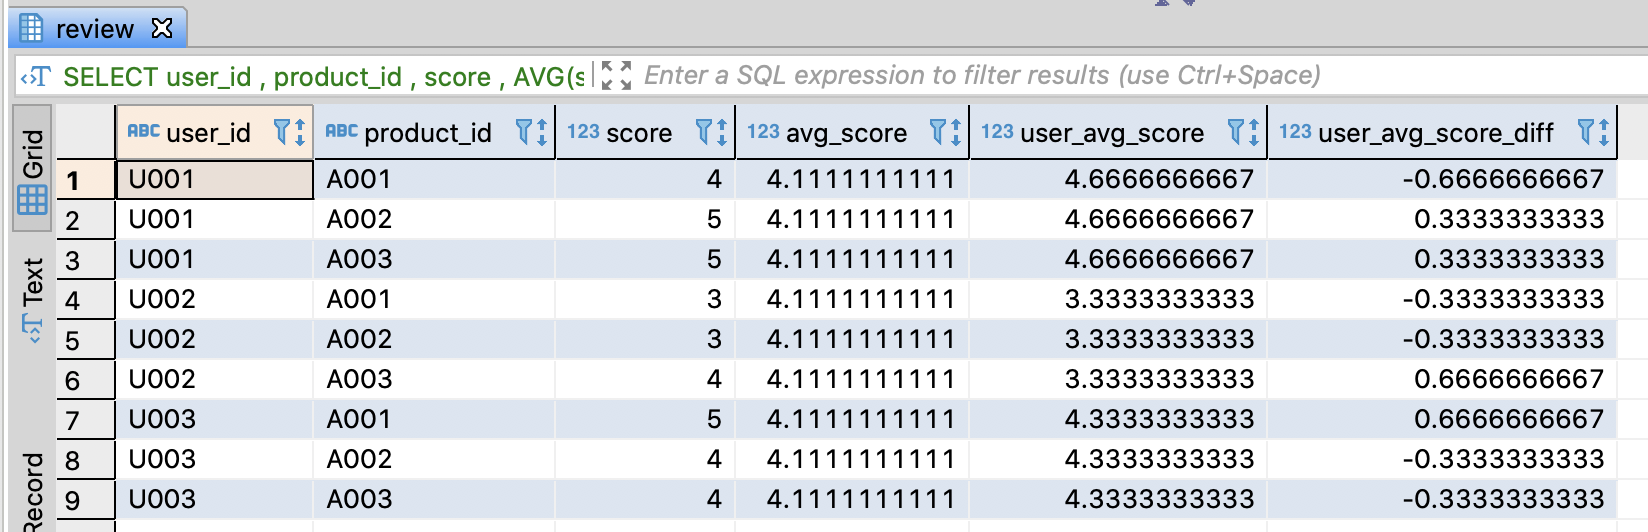 review
SELECT user_id , product_id , score , AVG(s Enter a SQL expression to filter results (use Ctrl+Space)
Grid
Text
Record
ABC user_id ABC product_id 123 score 123 avg_score 123 user_avg_score 123 user_avg_score_diff
1 U001 A001 4 4.1111111111 4.6666666667 -0.6666666667
2 U001 A002 5 4.1111111111 4.6666666667 0.3333333333
3 U001 A003 5 4.1111111111 4.6666666667 0.3333333333
4 U002 A001 3 4.1111111111 3.3333333333 -0.3333333333
5 U002 A002 3 4.1111111111 3.3333333333 -0.3333333333
6 U002 A003 4 4.1111111111 3.3333333333 0.6666666667
7 U003 A001 5 4.1111111111 4.3333333333 0.6666666667
8 U003 A002 4 4.1111111111 4.3333333333 -0.3333333333
9 U003 A003 4 4.1111111111 4.3333333333 -0.3333333333